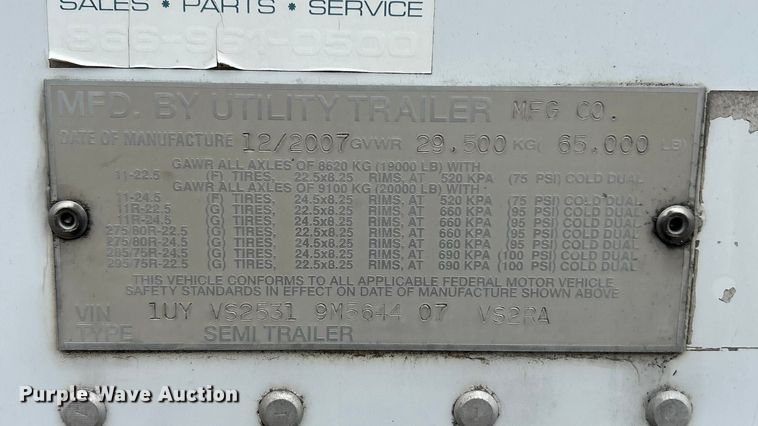 SALES • PARTS • SERVICE
866-961-0500
MFD. BY UTILITY TRAILER MFG CO.
DATE OF MANUFACTURE 12/2007 GVWR 29,500 KG( 65,000 LB)
GAWR ALL AXLES OF 8620 KG (19000 LB) WITH
11-22.5 (F) TIRES, 22.5x8.25 RIMS, AT 520 KPA (75 PSI) COLD DUAL
GAWR ALL AXLES OF 9100 KG (20000 LB) WITH
11-24.5 (F) TIRES, 24.5x8.25 RIMS, AT 520 KPA (75 PSI) COLD DUAL
11R-22.5 (G) TIRES, 22.5x8.25 RIMS, AT 660 KPA (95 PSI) COLD DUAL
11R-24.5 (G) TIRES, 24.5x8.25 RIMS, AT 660 KPA (95 PSI) COLD DUAL
275/80R-22.5 (G) TIRES, 22.5x8.25 RIMS, AT 660 KPA (95 PSI) COLD DUAL
275/80R-24.5 (G) TIRES, 24.5x8.25 RIMS, AT 660 KPA (95 PSI) COLD DUAL
285/75R-24.5 (G) TIRES, 24.5x8.25 RIMS, AT 690 KPA (100 PSI) COLD DUAL
295/75R-22.5 (G) TIRES, 22.5x8.25 RIMS, AT 690 KPA (100 PSI) COLD DUAL
THIS VEHICLE CONFORMS TO ALL APPLICABLE FEDERAL MOTOR VEHICLE
SAFETY STANDARDS IN EFFECT ON DATE OF MANUFACTURE SHOWN ABOVE
VIN 1UY VS2531 9M5644 07 VS2RA
TYPE SEMI TRAILER
Purple Wave Auction